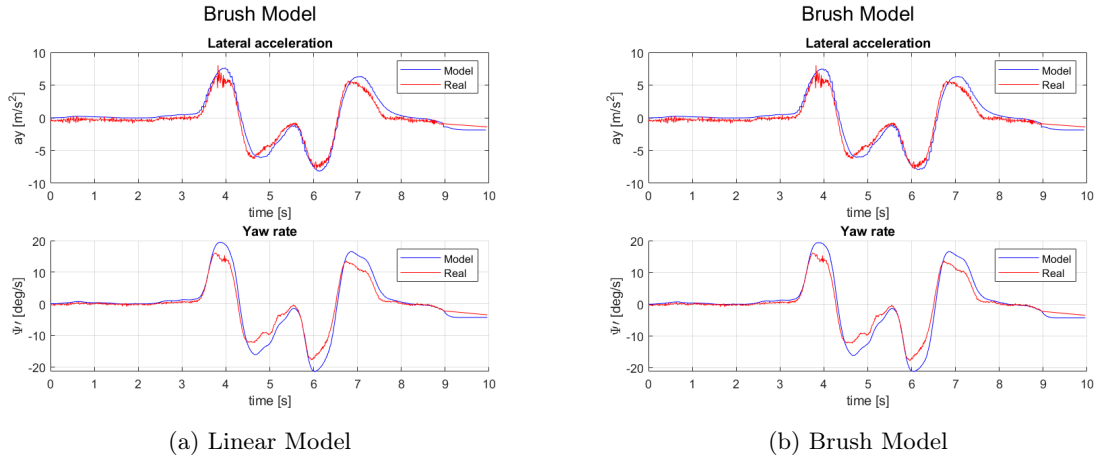 Brush Model
Lateral acceleration
10
5
0
-5
-10
ay [m/s²]
Model
Real
0 1 2 3 4 5 6 7 8 9 10
time [s]
Yaw rate
20
10
0
-10
-20
Ψ′ [deg/s]
Model
Real
0 1 2 3 4 5 6 7 8 9 10
time [s]
(a) Linear Model
Brush Model
Lateral acceleration
10
5
0
-5
-10
ay [m/s²]
Model
Real
0 1 2 3 4 5 6 7 8 9 10
time [s]
Yaw rate
20
10
0
-10
-20
Ψ′ [deg/s]
Model
Real
0 1 2 3 4 5 6 7 8 9 10
time [s]
(b) Brush Model